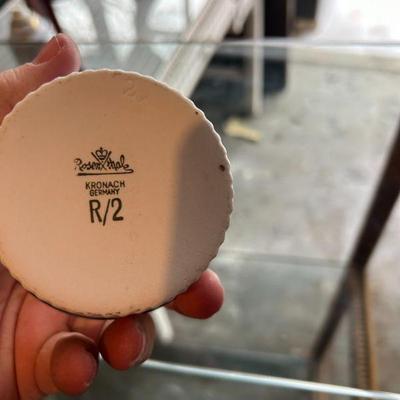 Rosenthal
KRONACH
GERMANY
R/2